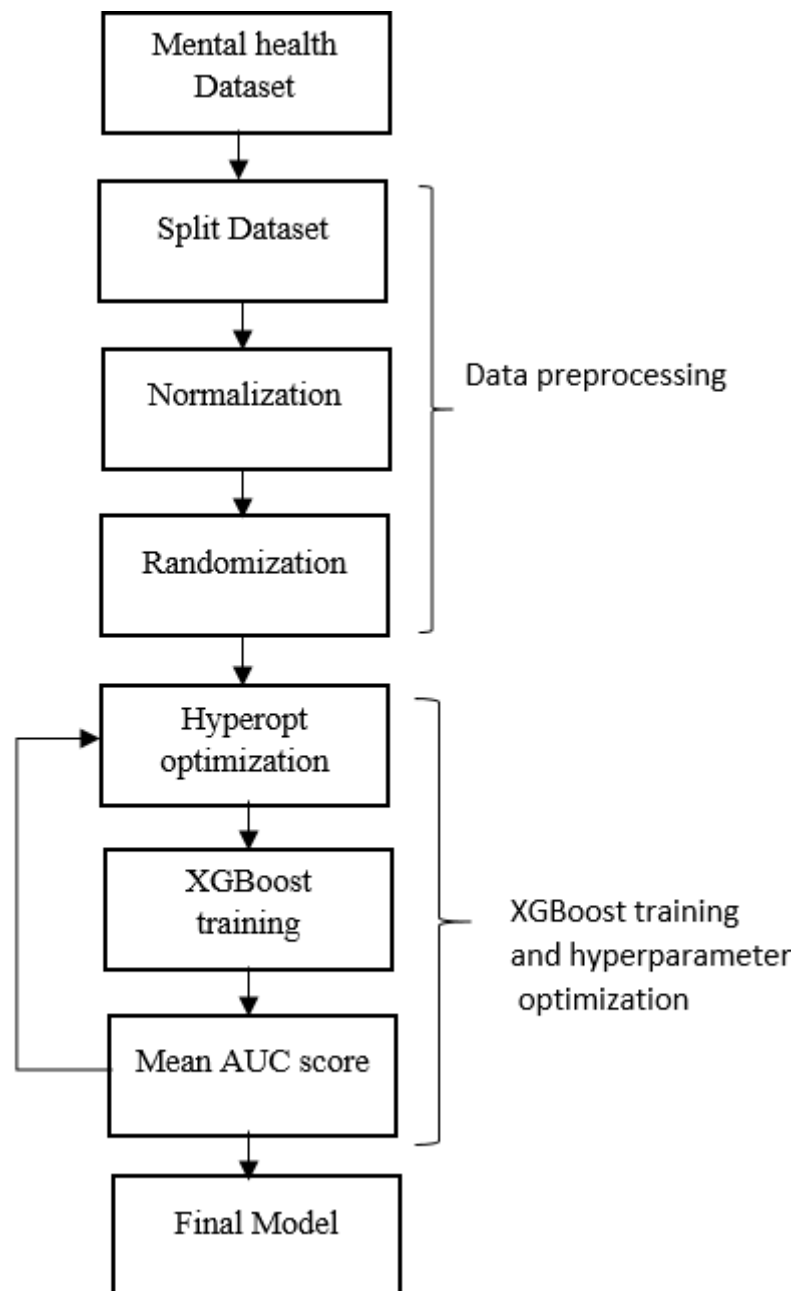 Mental health
Dataset
Split Dataset
Normalization
Data preprocessing
Randomization
Hyperopt
optimization
XGBoost
training
XGBoost training
and hyperparameter
optimization
Mean AUC score
Final Model